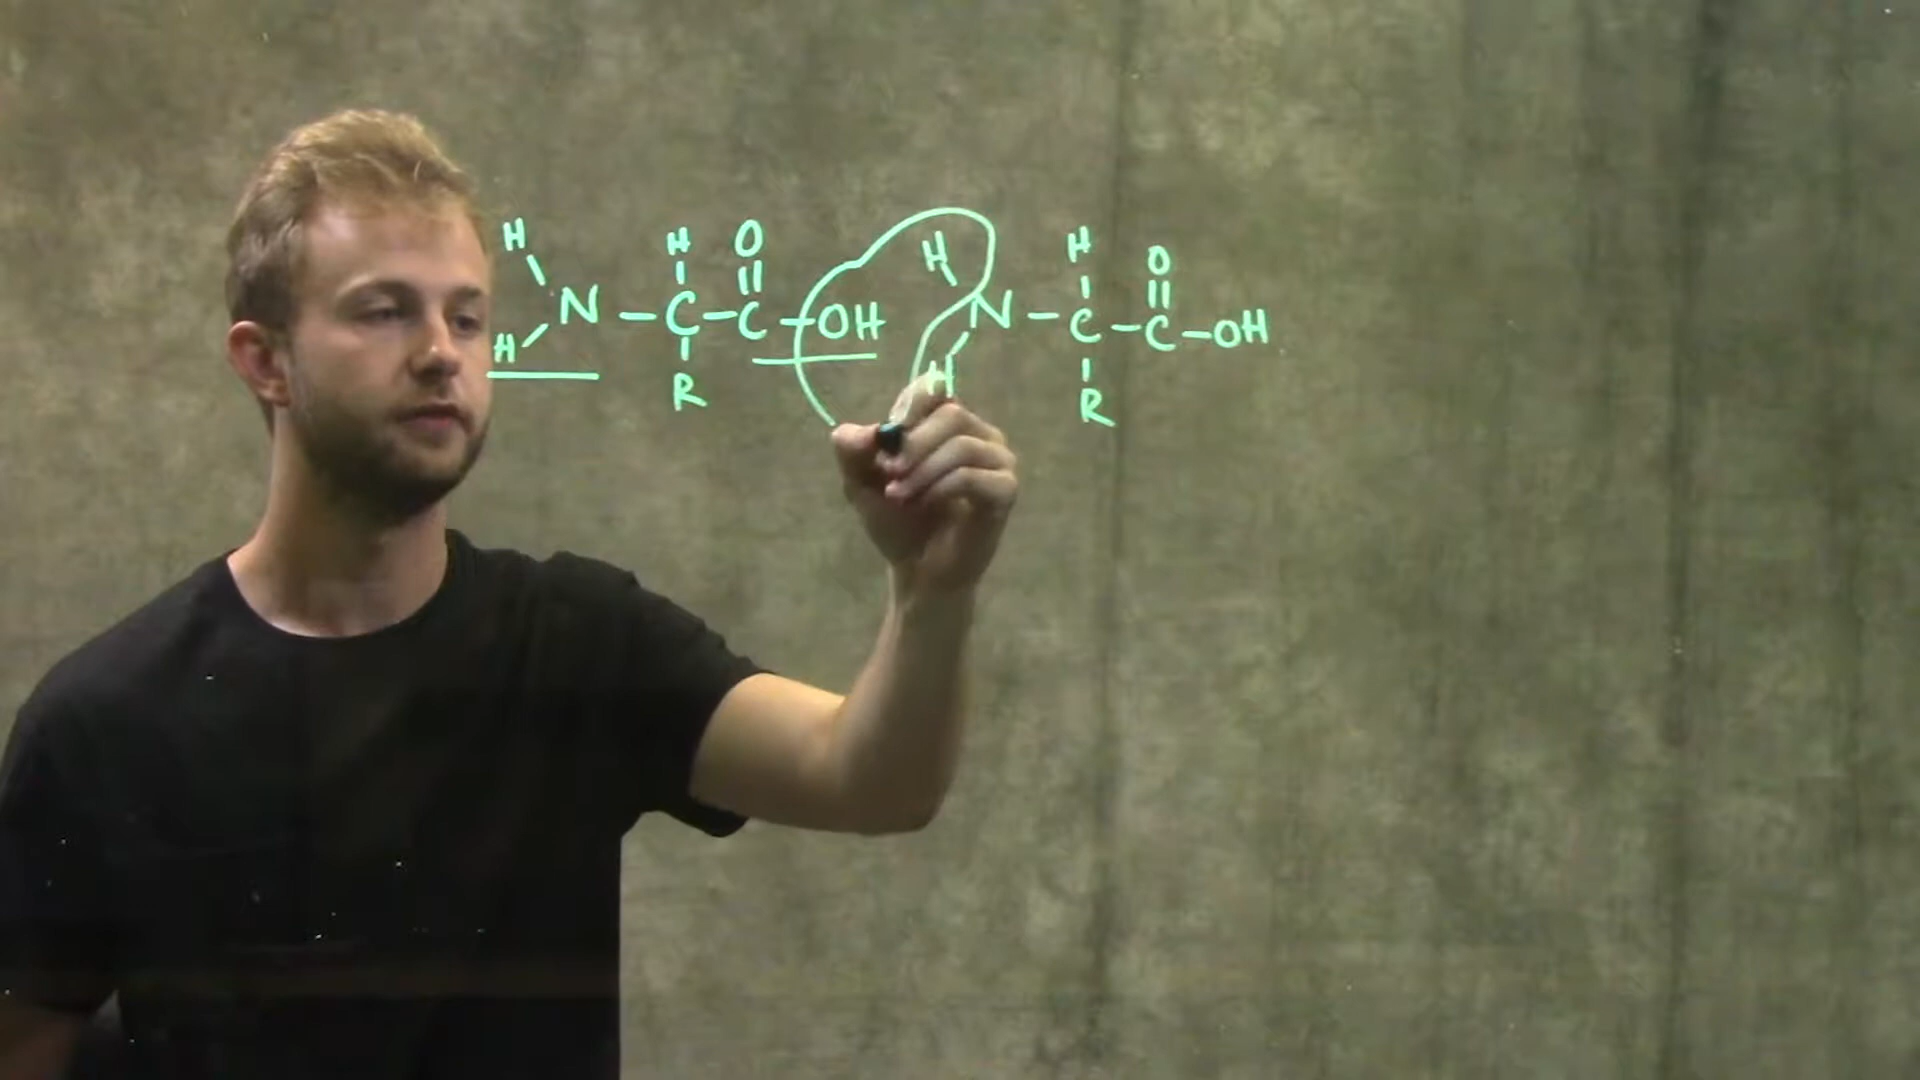 H H O H H O
N – C – C – OH N – C – C – OH
H R H R